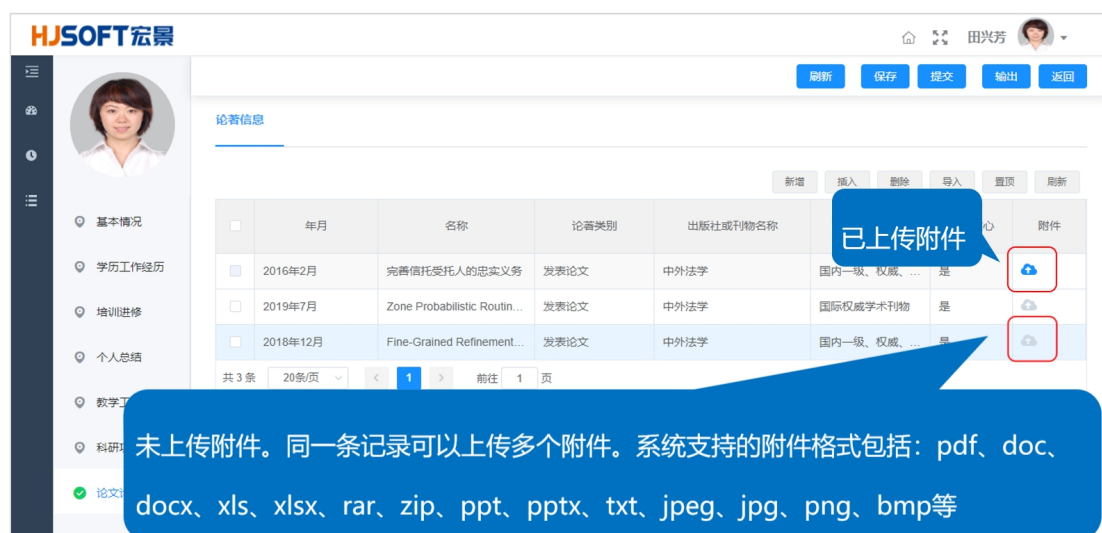 HJSOFT宏景
田兴芳
刷新 保存 提交 输出 返回
论著信息
新增 插入 删除 导入 置顶 刷新
年月 名称 论著类别 出版社或刊物名称 心 附件
已上传附件
2016年2月 完善信托受托人的忠实义务 发表论文 中外法学 国内一级、权威、... 是
2019年7月 Zone Probabilistic Routin... 发表论文 中外法学 国际权威学术刊物 是
2018年12月 Fine-Grained Refinement... 发表论文 中外法学 国内一级、权威、... 是
共 3 条 20条/页 < 1 > 前往 1 页
基本情况
学历工作经历
培训进修
个人总结
教学
科研
论文
未上传附件。同一条记录可以上传多个附件。系统支持的附件格式包括：pdf、doc、
docx、xls、xlsx、rar、zip、ppt、pptx、txt、jpeg、jpg、png、bmp等